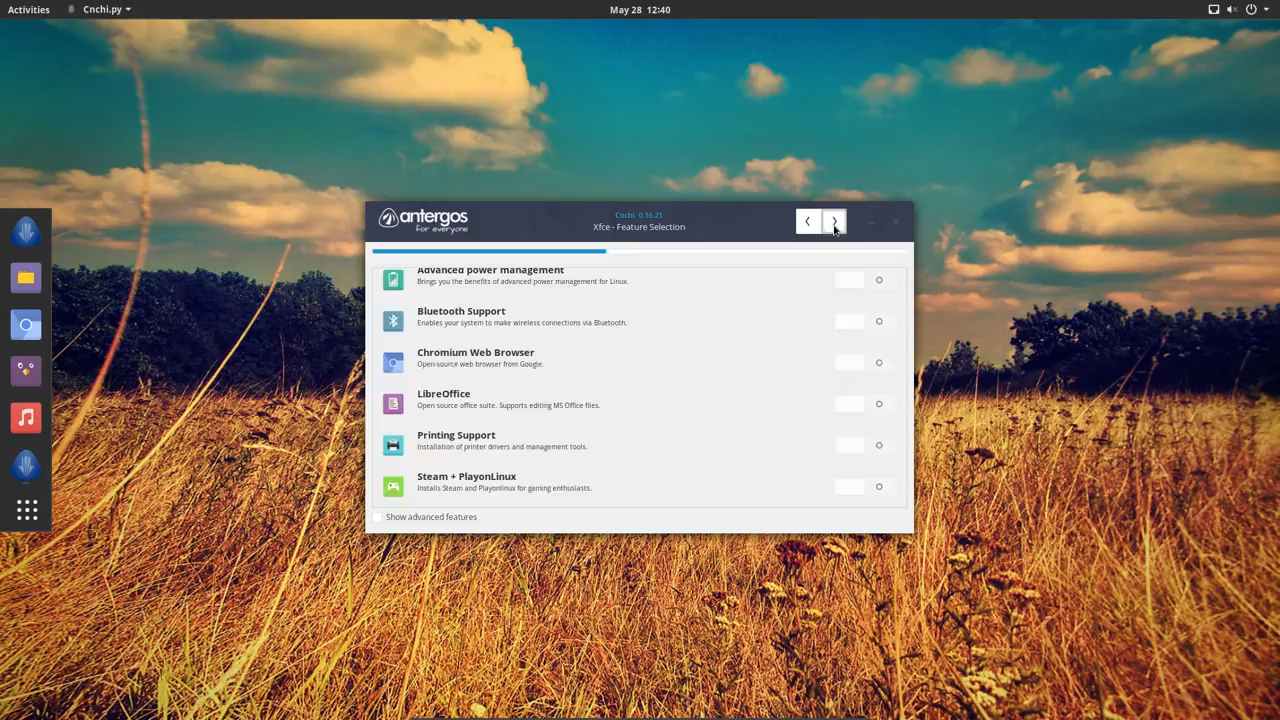 Activities
Cnchi.py
May 28 12:40
antergos
for everyone
Cnchi 0.16.21
Xfce - Feature Selection
Advanced power management
Brings you the benefits of advanced power management for Linux.
Bluetooth Support
Enables your system to make wireless connections via Bluetooth.
Chromium Web Browser
Open-source web browser from Google.
LibreOffice
Open source office suite. Supports editing MS Office files.
Printing Support
Installation of printer drivers and management tools.
Steam + PlayonLinux
Installs Steam and Playonlinux for gaming enthusiasts.
Show advanced features